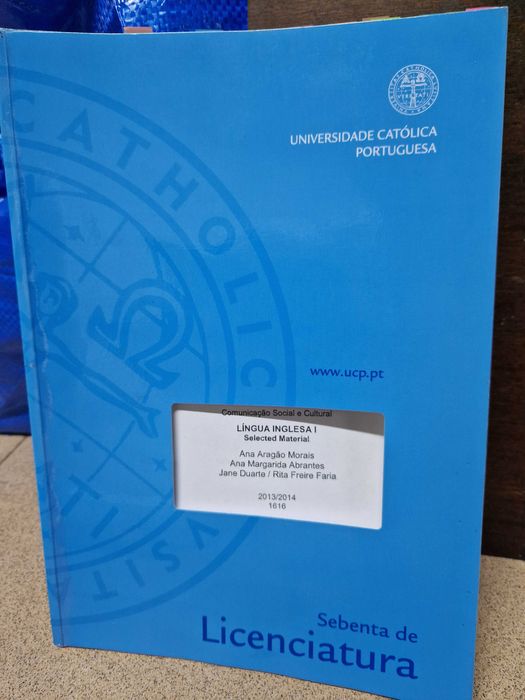 UNIVERSIDADE CATÓLICA
PORTUGUESA
CATHOLIC
VSIT
www.ucp.pt
Comunicação Social e Cultural
LÍNGUA INGLESA I
Selected Material
Ana Aragão Morais
Ana Margarida Abrantes
Jane Duarte / Rita Freire Faria
2013/2014
1616
Sebenta de
Licenciatura